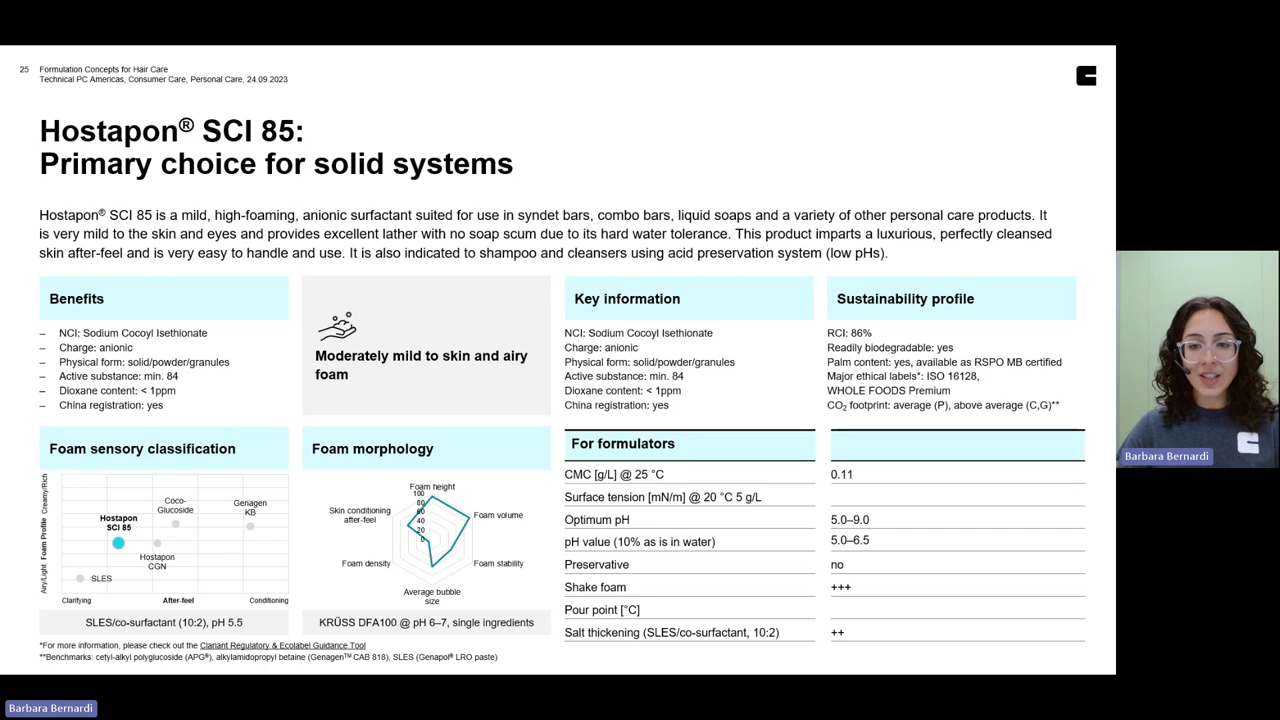 25 Formulation Concepts for Hair Care
Technical PC Americas, Consumer Care, Personal Care, 24.09.2023
Hostapon® SCI 85:
Primary choice for solid systems
Hostapon® SCI 85 is a mild, high-foaming, anionic surfactant suited for use in syndet bars, combo bars, liquid soaps and a variety of other personal care products. It
is very mild to the skin and eyes and provides excellent lather with no soap scum due to its hard water tolerance. This product imparts a luxurious, perfectly cleansed
skin after-feel and is very easy to handle and use. It is also indicated to shampoo and cleansers using acid preservation system (low pHs).
Benefits
– NCI: Sodium Cocoyl Isethionate
– Charge: anionic
– Physical form: solid/powder/granules
– Active substance: min. 84
– Dioxane content: < 1ppm
– China registration: yes
Moderately mild to skin and airy
foam
Key information
NCI: Sodium Cocoyl Isethionate
Charge: anionic
Physical form: solid/powder/granules
Active substance: min. 84
Dioxane content: < 1ppm
China registration: yes
Sustainability profile
RCI: 86%
Readily biodegradable: yes
Palm content: yes, available as RSPO MB certified
Major ethical labels*: ISO 16128,
WHOLE FOODS Premium
CO₂ footprint: average (P), above average (C,G)**
Foam sensory classification
Airy/Light Foam Profile Creamy/Rich
Coco-
Glucoside
Genagen
KB
Hostapon
SCI 85
Hostapon
CGN
SLES
Clarifying After-feel Conditioning
SLES/co-surfactant (10:2), pH 5.5
Foam morphology
Foam height
100
80
60
40
20
0
Foam volume
Foam stability
Average bubble
size
Foam density
Skin conditioning
after-feel
KRÜSS DFA100 @ pH 6–7, single ingredients
For formulators
CMC [g/L] @ 25 °C 0.11
Surface tension [mN/m] @ 20 °C 5 g/L
Optimum pH 5.0–9.0
pH value (10% as is in water) 5.0–6.5
Preservative no
Shake foam +++
Pour point [°C]
Salt thickening (SLES/co-surfactant, 10:2) ++
*For more information, please check out the Clariant Regulatory & Ecolabel Guidance Tool
**Benchmarks: cetyl-alkyl polyglucoside (APG®), alkylamidopropyl betaine (Genagen™ CAB 818), SLES (Genapol® LRO paste)
Barbara Bernardi
Barbara Bernardi